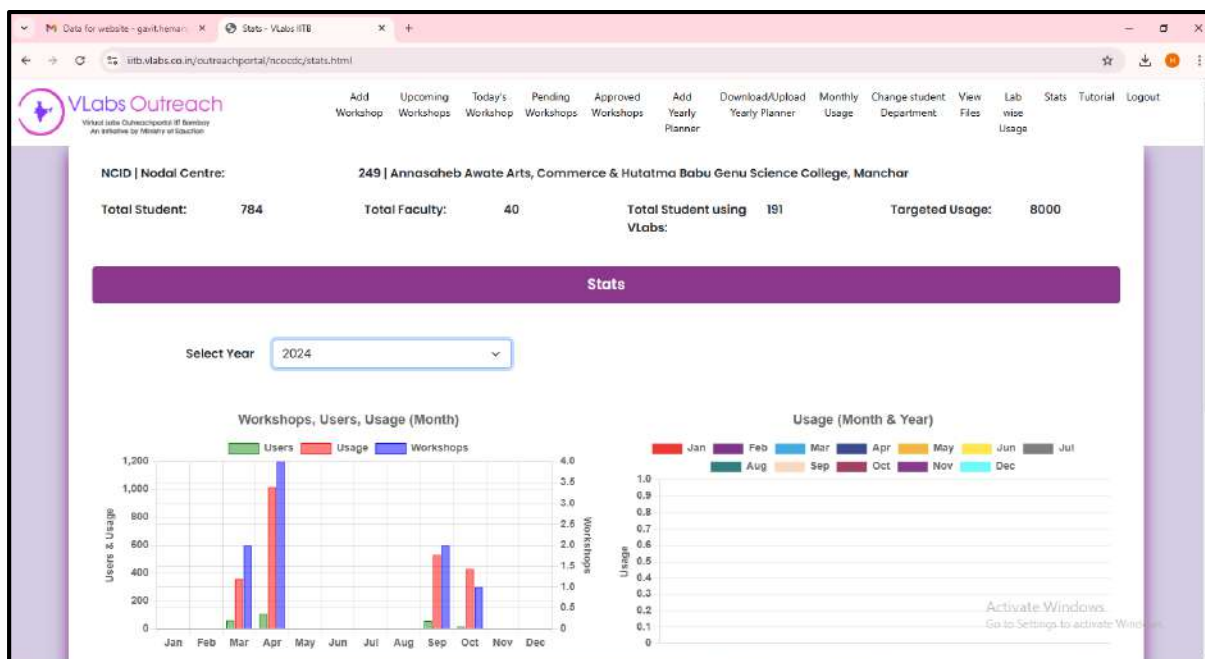 Data for website - gavit.heman
Stats - VLabs IITB
iitb.vlabs.co.in/outreachportal/ncocdc/stats.html
H
VLabs Outreach
Virtual Labs Outreachportal IIT Bombay
An Initiative by Ministry of Education
Add Workshop
Upcoming Workshops
Today's Workshop
Pending Workshops
Approved Workshops
Add Yearly Planner
Download/Upload Yearly Planner
Monthly Usage
Change student Department
View Files
Lab wise Usage
Stats
Tutorial
Logout
NCID | Nodal Centre: 249 | Annasaheb Awate Arts, Commerce & Hutatma Babu Genu Science College, Manchar
Total Student: 784 Total Faculty: 40 Total Student using VLabs: 191 Targeted Usage: 8000
Stats
Select Year 2024
Workshops, Users, Usage (Month)
Users Usage Workshops
1,200
1,000
800
600
400
200
0
Users & Usage
4.0
3.5
3.0
2.5
2.0
1.5
1.0
0.5
0
Workshops
Jan Feb Mar Apr May Jun Jul Aug Sep Oct Nov Dec
Usage (Month & Year)
Jan Feb Mar Apr May Jun Jul
Aug Sep Oct Nov Dec
1.0
0.9
0.8
0.7
0.6
0.5
0.4
0.3
0.2
0.1
0
Usage
Activate Windows
Go to Settings to activate Windows.